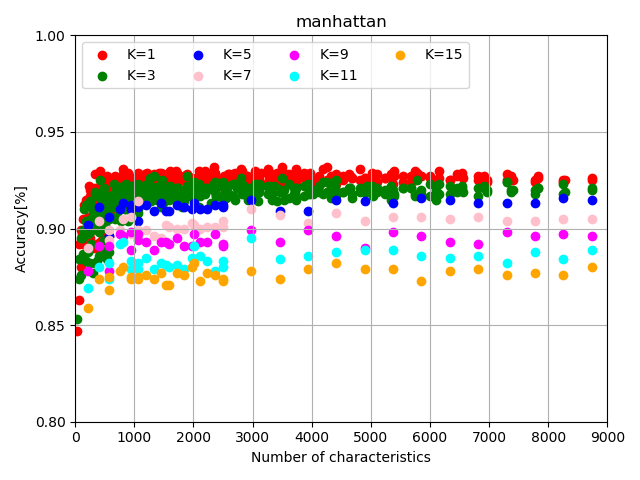 manhattan
1.00
0.95
0.90
0.85
0.80
Accuracy[%]
K=1 K=5 K=9 K=15
K=3 K=7 K=11
0 1000 2000 3000 4000 5000 6000 7000 8000 9000
Number of characteristics